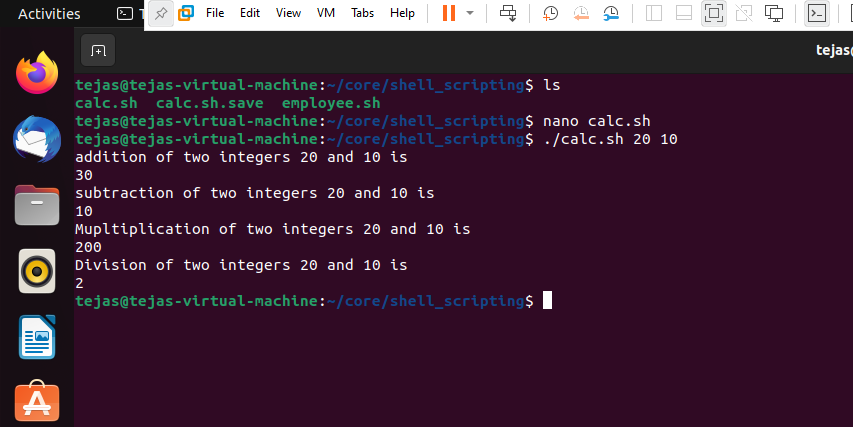 Activities
File Edit View VM Tabs Help
tejas
tejas@tejas-virtual-machine:~/core/shell_scripting$ ls
calc.sh  calc.sh.save  employee.sh
tejas@tejas-virtual-machine:~/core/shell_scripting$ nano calc.sh
tejas@tejas-virtual-machine:~/core/shell_scripting$ ./calc.sh 20 10
addition of two integers 20 and 10 is
30
subtraction of two integers 20 and 10 is
10
Mupltiplication of two integers 20 and 10 is
200
Division of two integers 20 and 10 is
2
tejas@tejas-virtual-machine:~/core/shell_scripting$